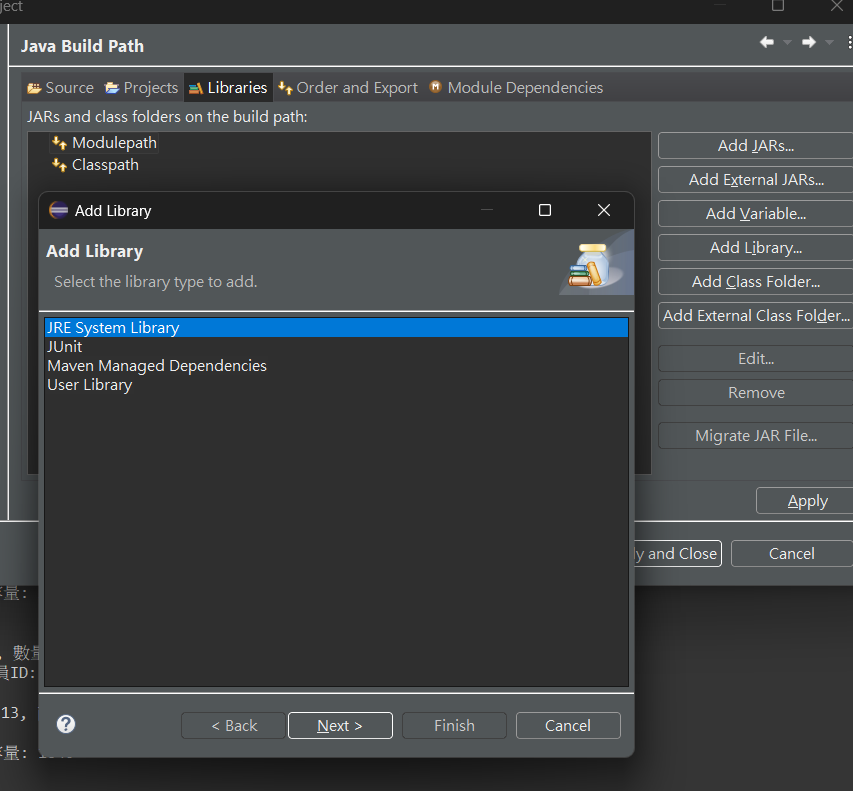 ject
Java Build Path
Source Projects Libraries Order and Export Module Dependencies
JARs and class folders on the build path:
Modulepath
Classpath
Add JARs...
Add External JARs...
Add Variable...
Add Library...
Add Class Folder...
Add External Class Folder...
Edit...
Remove
Migrate JAR File...
Apply
y and Close
Cancel
Add Library
Add Library
Select the library type to add.
JRE System Library
JUnit
Maven Managed Dependencies
User Library
< Back
Next >
Finish
Cancel
量:
, 數量
員ID:
13,
量: